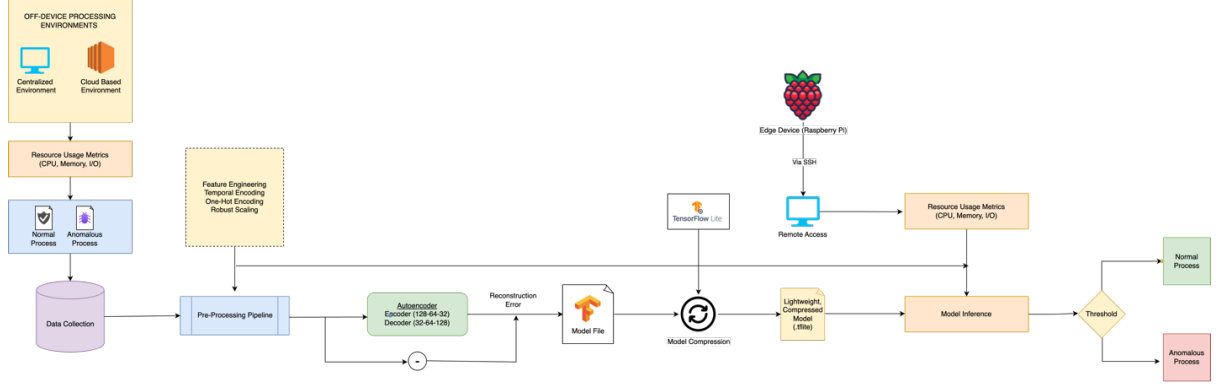 OFF-DEVICE PROCESSING
ENVIRONMENTS
Centralized
Environment
Cloud Based
Environment
Resource Usage Metrics
(CPU, Memory, I/O)
Normal
Process
Anomalous
Process
Data Collection
Feature Engineering
Temporal Encoding
One-Hot Encoding
Robust Scaling
Pre-Processing Pipeline
Autoencoder
Encoder (128-64-32)
Decoder (32-64-128)
-
Reconstruction
Error
Model File
TensorFlow Lite
Model Compression
Lightweight,
Compressed
Model
(.tflite)
Edge Device (Raspberry Pi)
Via SSH
Remote Access
Resource Usage Metrics
(CPU, Memory, I/O)
Model Inference
Threshold
Normal
Process
Anomalous
Process